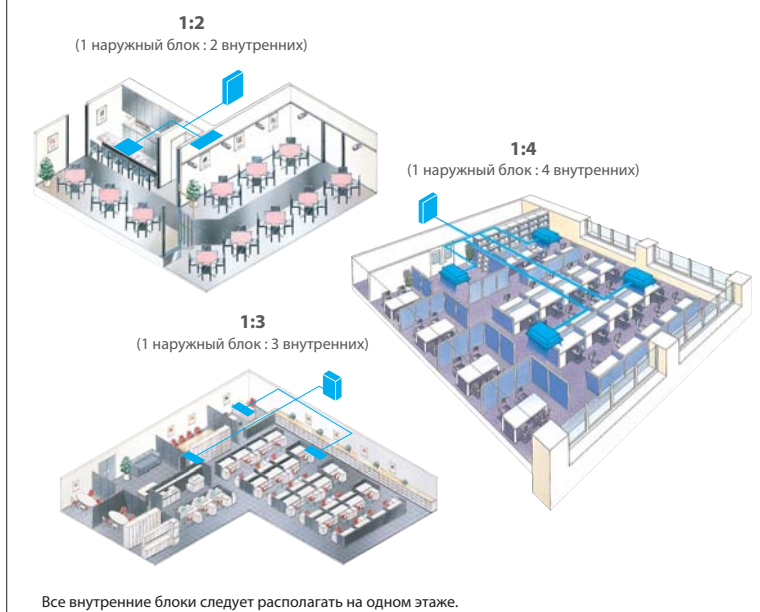 1:2
(1 наружный блок : 2 внутренних)
1:4
(1 наружный блок : 4 внутренних)
1:3
(1 наружный блок : 3 внутренних)
Все внутренние блоки следует располагать на одном этаже.